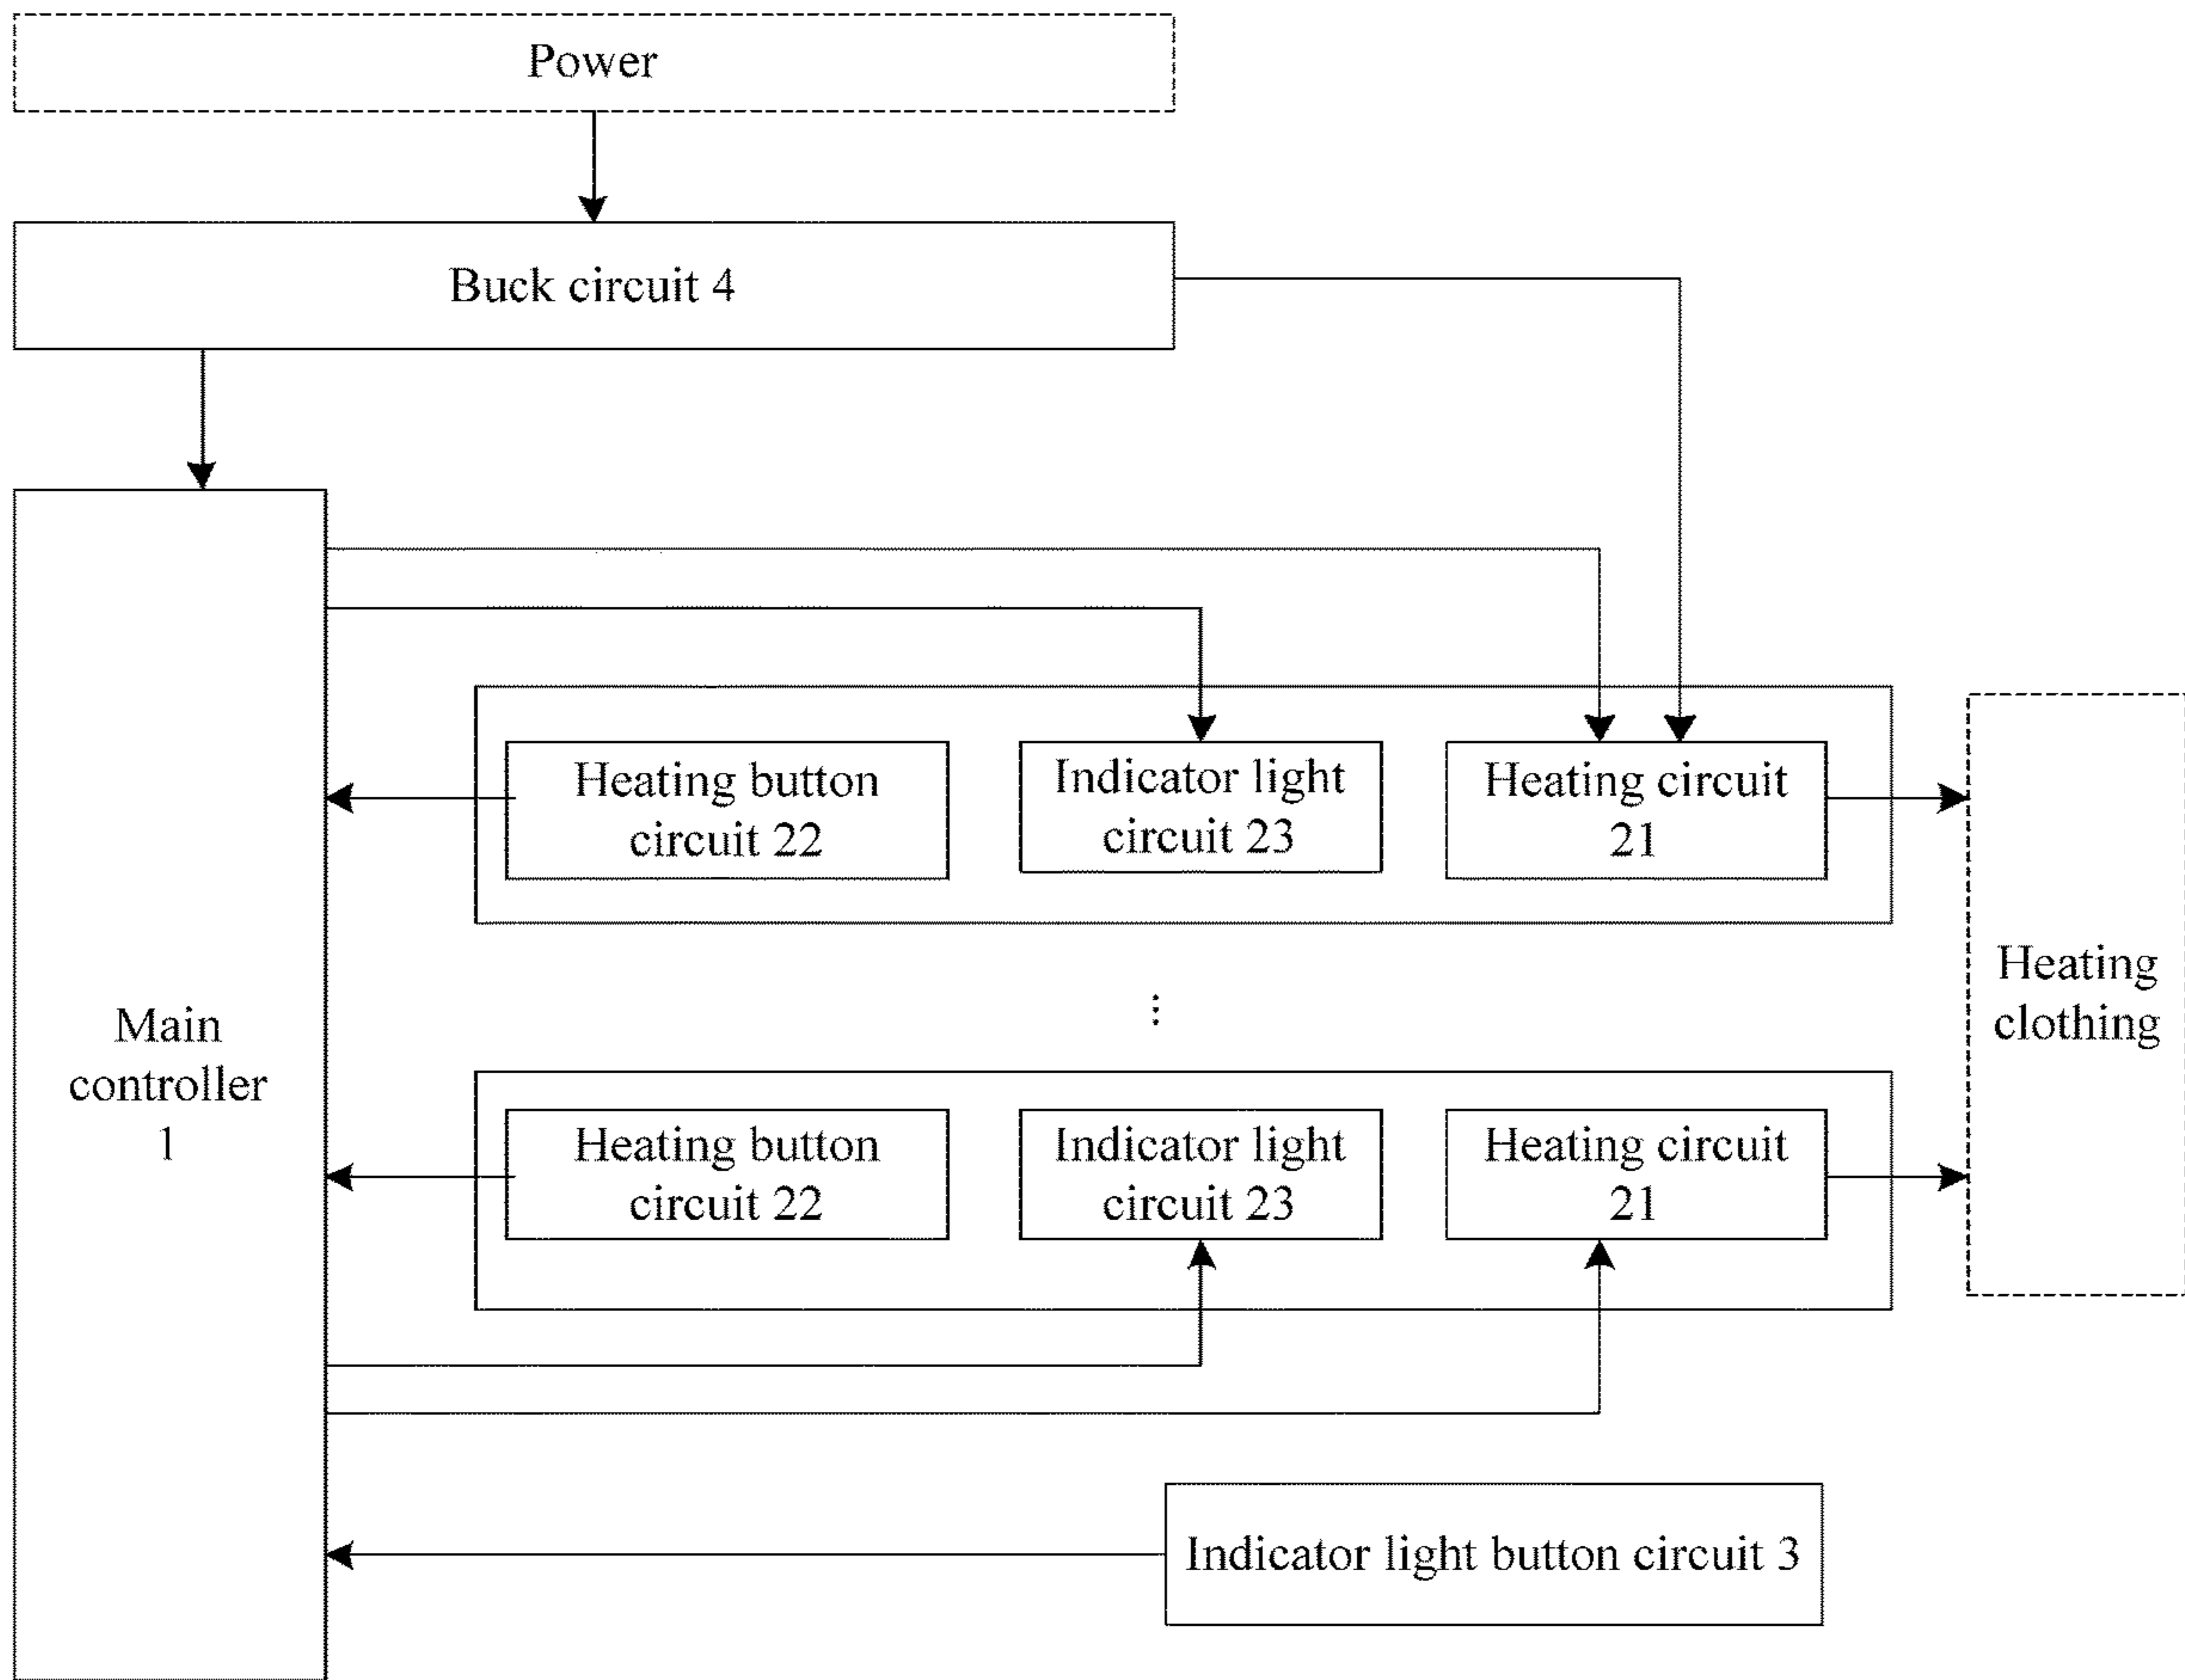 Power
Buck circuit 4
Heating button
circuit 22
Indicator light
circuit 23
Heating circuit
21
Heating
clothing
Main
controller
1
⋮
Heating button
circuit 22
Indicator light
circuit 23
Heating circuit
21
Indicator light button circuit 3